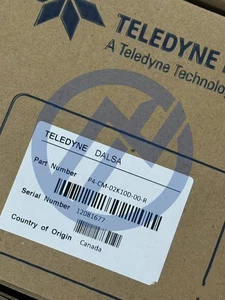 TELEDYNE
A Teledyne Technolo
TELEDYNE DALSA
Part Number P4-CM-02K10D-00-R
Serial Number 12081677
Country of Origin Canada